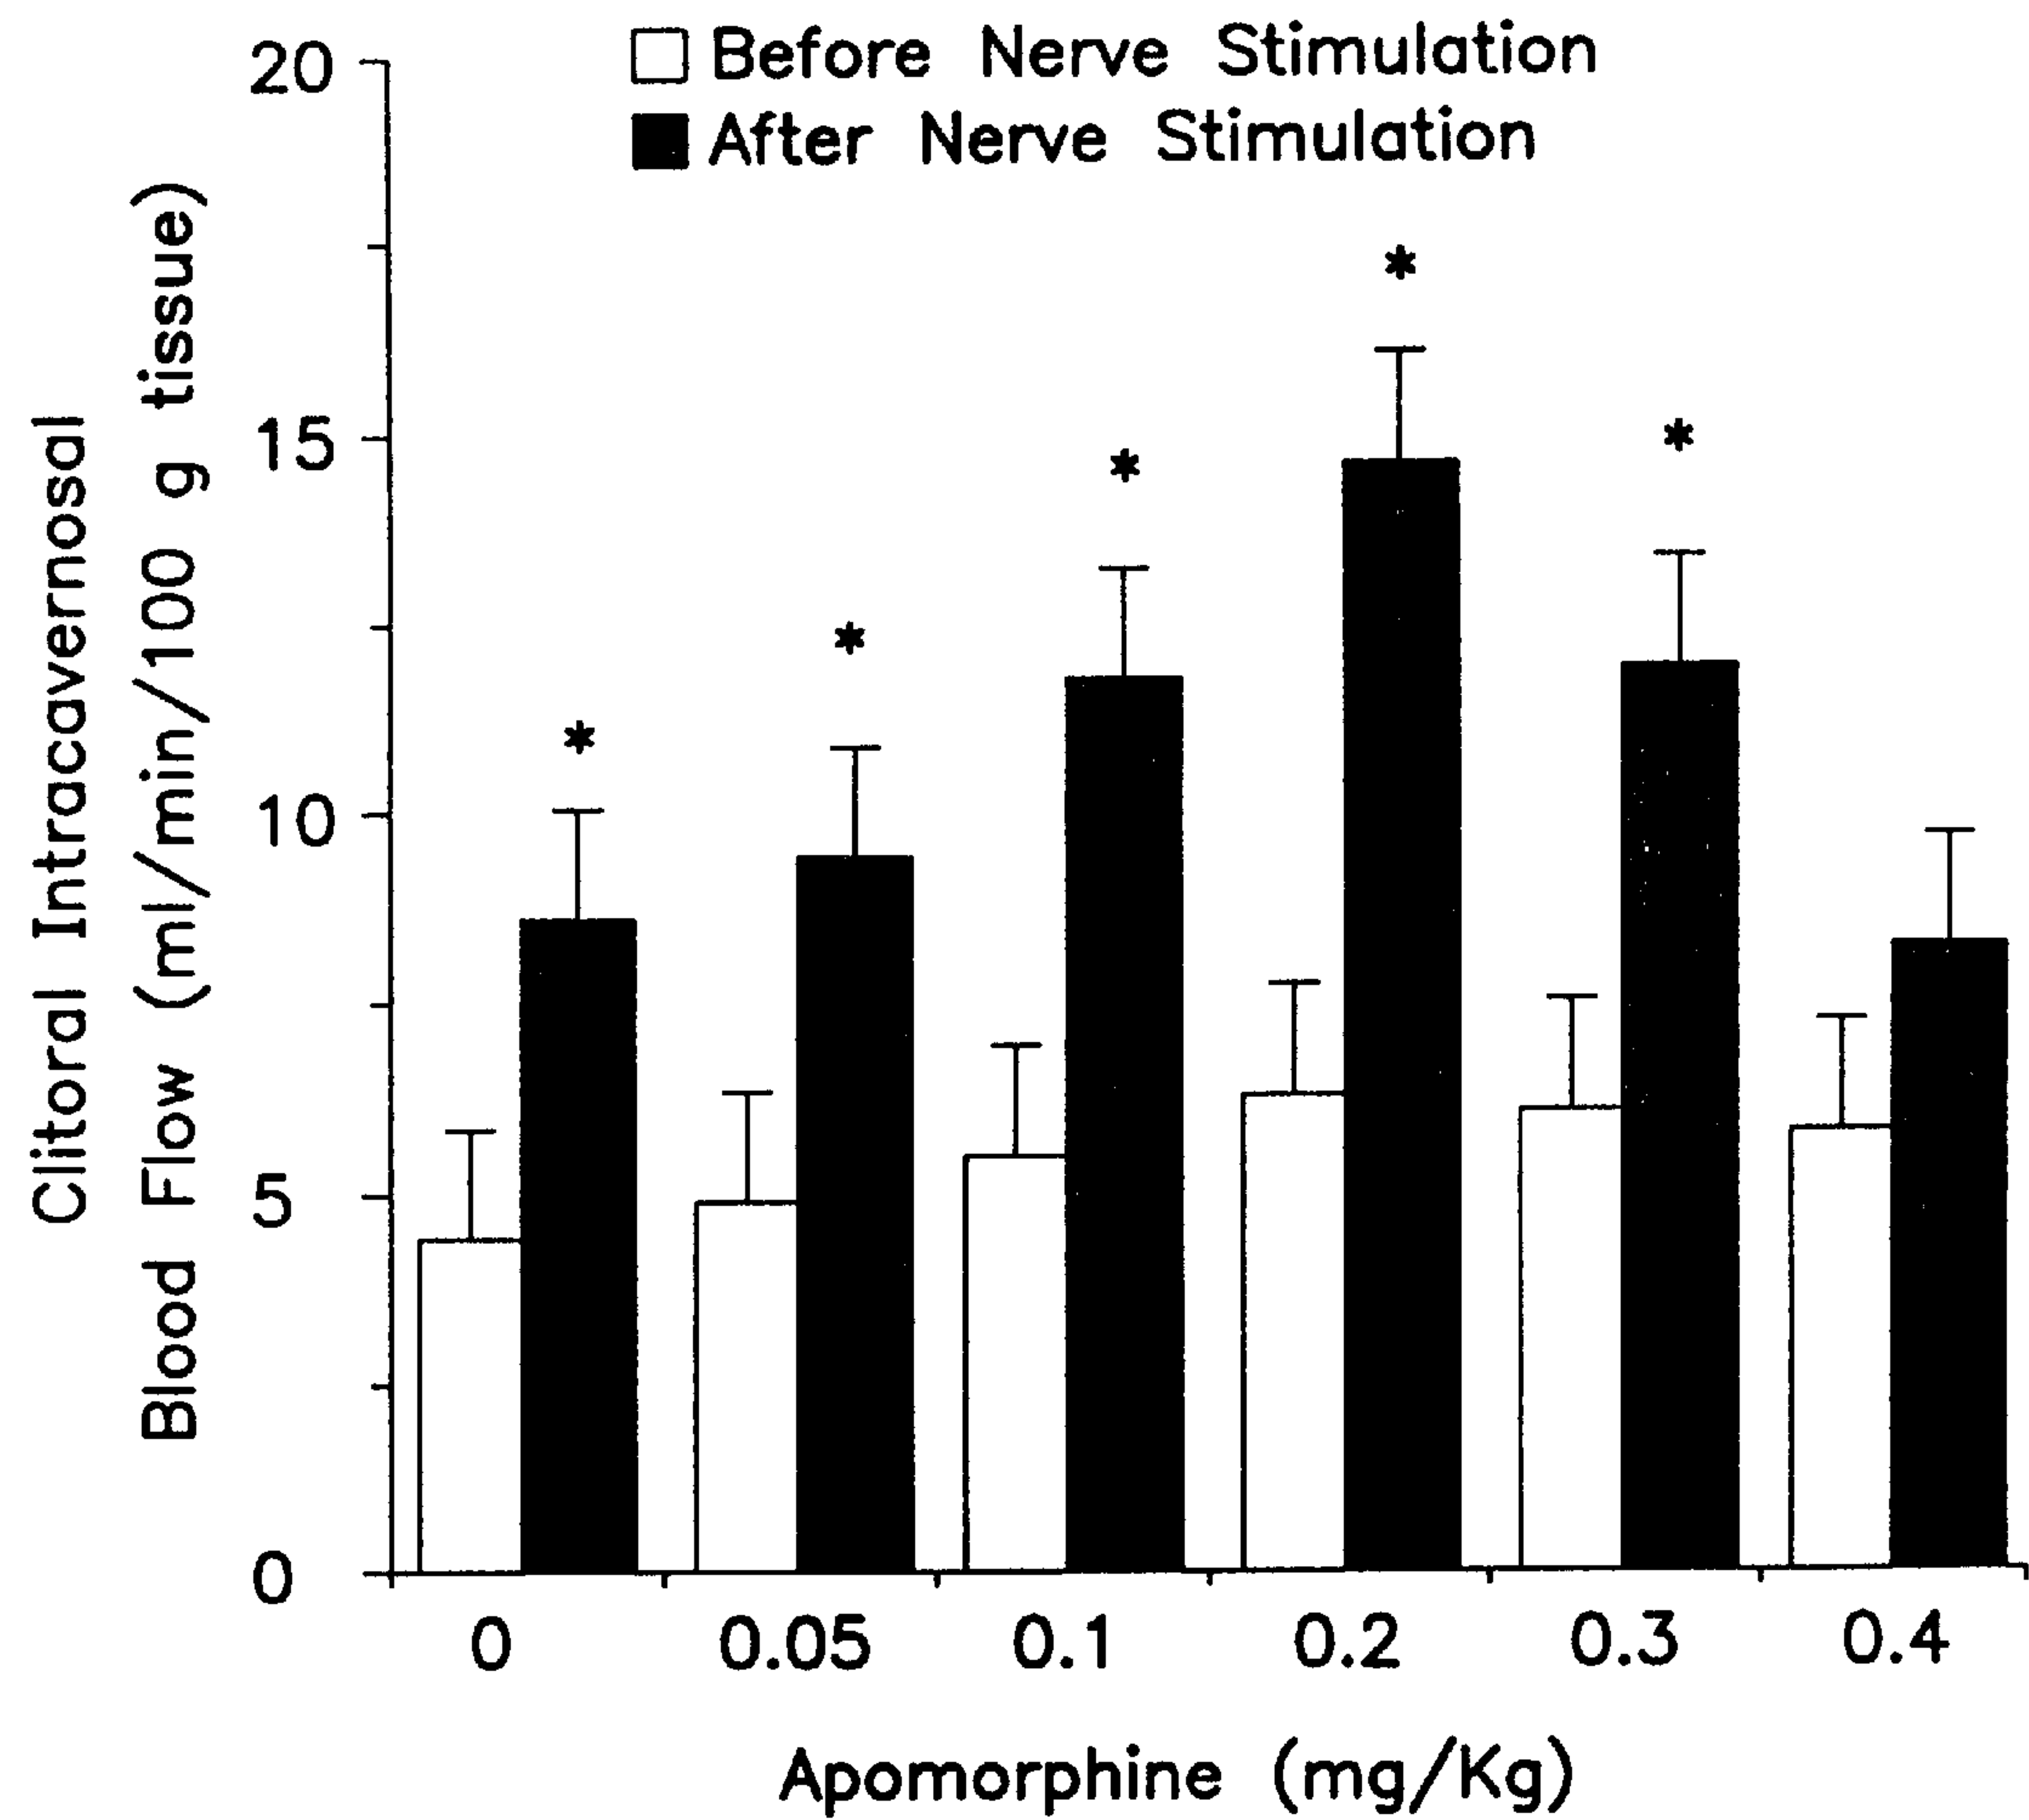 Before Nerve Stimulation
After Nerve Stimulation
Clitoral Intracavernosal
Blood Flow (ml/min/100 g tissue)
20
15
10
5
0
*
*
*
*
*
0 0.05 0.1 0.2 0.3 0.4
Apomorphine (mg/Kg)